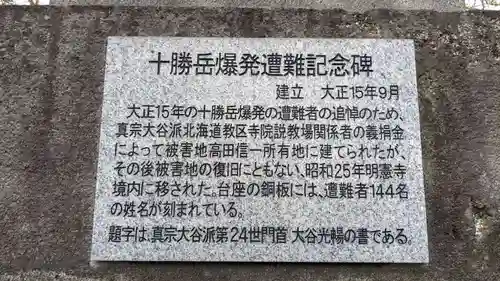 十勝岳爆発遭難記念碑
建立　大正15年9月
大正15年の十勝岳爆発の遭難者の追悼のため、
真宗大谷派北海道教区寺院説教場関係者の義捐金
によって被害地高田信一所有地に建てられたが、
その後被害地の復旧にともない、昭和25年明憲寺
境内に移された。台座の銅板には、遭難者144名
の姓名が刻まれている。
題字は、真宗大谷派第24世門首 大谷光暢の書である。